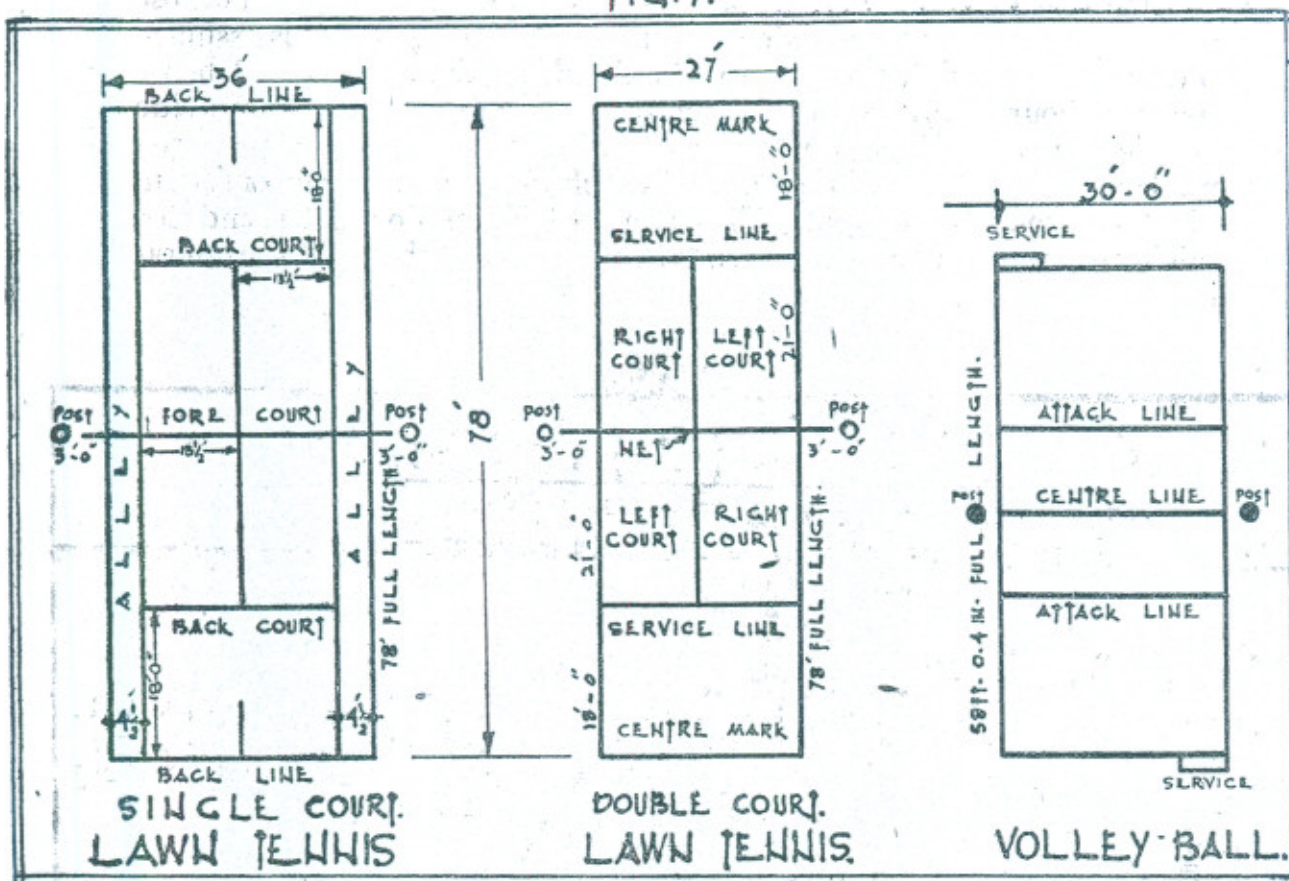 36'
BACK LINE
18'-0"
BACK COURT
13½'
ALLEY
ALLEY
POST
3'-0"
FORE COURT
13½'
POST
3'-0"
78' FULL LENGTH
BACK COURT
18'-0"
4½'
4½'
BACK LINE
SINGLE COURT.
LAWN TENNIS
78'
27'
CENTRE MARK
18'-0"
SERVICE LINE
RIGHT COURT
LEFT COURT
21'-0"
POST
3'-0"
NET
POST
3'-0"
LEFT COURT
RIGHT COURT
21'-0"
SERVICE LINE
18'-0"
CENTRE MARK
78' FULL LENGTH.
DOUBLE COURT.
LAWN TENNIS.
30'-0"
SERVICE
ATTACK LINE
POST
CENTRE LINE
POST
ATTACK LINE
58FT. 0.4 IN. FULL LENGTH.
SERVICE
VOLLEY-BALL.